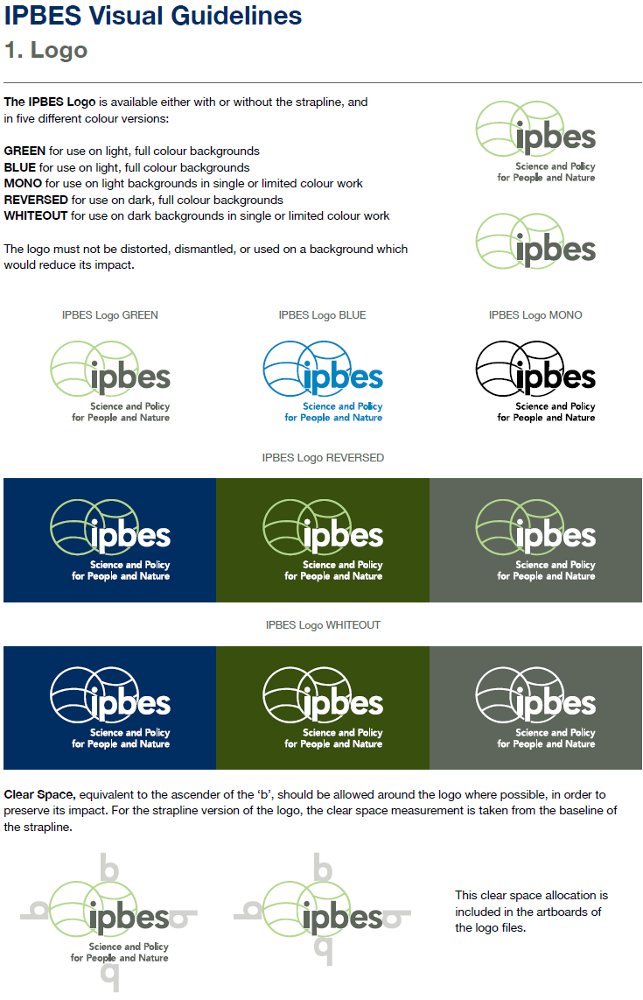 IPBES Visual Guidelines
1. Logo
The IPBES Logo is available either with or without the strapline, and
in five different colour versions:
GREEN for use on light, full colour backgrounds
BLUE for use on light, full colour backgrounds
MONO for use on light backgrounds in single or limited colour work
REVERSED for use on dark, full colour backgrounds
WHITEOUT for use on dark backgrounds in single or limited colour work
The logo must not be distorted, dismantled, or used on a background which
would reduce its impact.
ipbes
Science and Policy
for People and Nature
ipbes
IPBES Logo GREEN
IPBES Logo BLUE
IPBES Logo MONO
ipbes
Science and Policy
for People and Nature
ipbes
Science and Policy
for People and Nature
ipbes
Science and Policy
for People and Nature
IPBES Logo REVERSED
ipbes
Science and Policy
for People and Nature
ipbes
Science and Policy
for People and Nature
ipbes
Science and Policy
for People and Nature
IPBES Logo WHITEOUT
ipbes
Science and Policy
for People and Nature
ipbes
Science and Policy
for People and Nature
ipbes
Science and Policy
for People and Nature
Clear Space, equivalent to the ascender of the ‘b’, should be allowed around the logo where possible, in order to
preserve its impact. For the strapline version of the logo, the clear space measurement is taken from the baseline of
the strapline.
b
b
ipbes
b
Science and Policy
for People and Nature
b
b
b
ipbes
b
b
This clear space allocation is
included in the artboards of
the logo files.